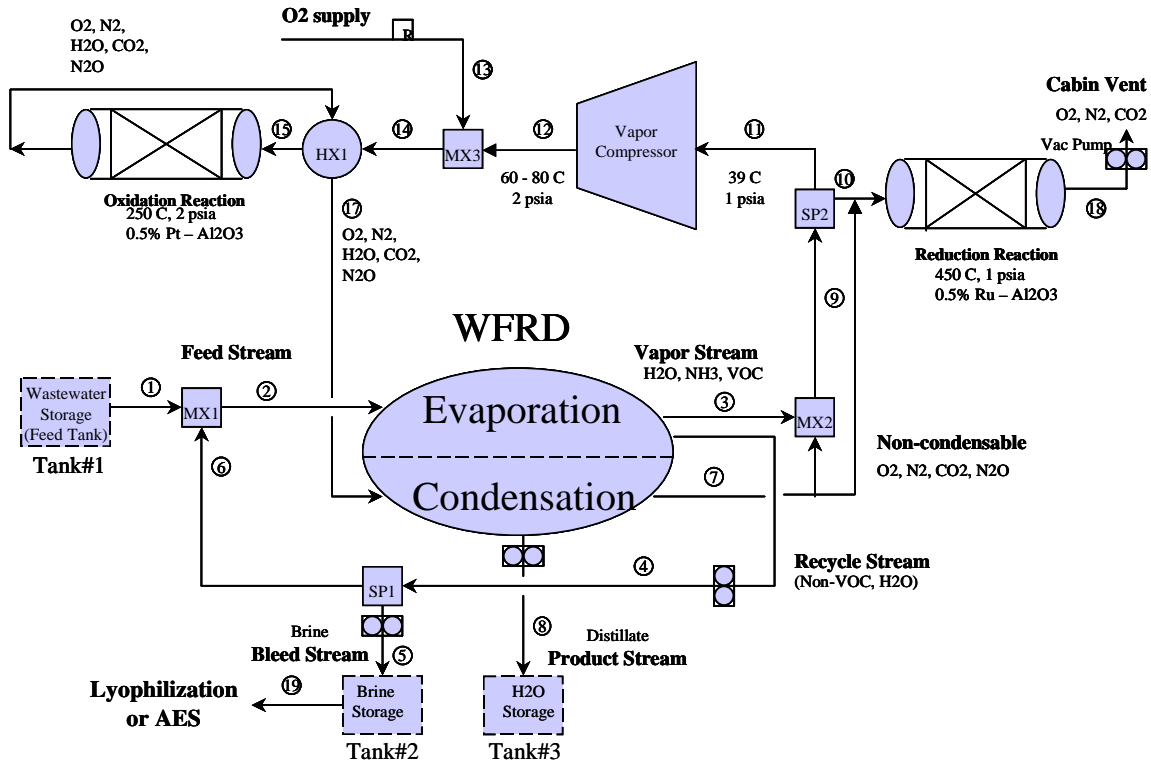 O2 supply
R
O2, N2,
H2O, CO2,
N2O
13
Cabin Vent
O2, N2, CO2
Vac Pump
15
HX1
14
MX3
12
Vapor
Compressor
11
10
SP2
18
60 - 80 C
2 psia
39 C
1 psia
Oxidation Reaction
250 C, 2 psia
0.5% Pt – Al2O3
17
O2, N2,
H2O, CO2,
N2O
Reduction Reaction
450 C, 1 psia
0.5% Ru – Al2O3
9
WFRD
Feed Stream
Vapor Stream
H2O, NH3, VOC
Wastewater
Storage
(Feed Tank)
Tank#1
1
MX1
2
Evaporation
3
MX2
Non-condensable
O2, N2, CO2, N2O
6
Condensation
7
4
Recycle Stream
(Non-VOC, H2O)
SP1
Brine
Bleed Stream
5
8
Distillate
Product Stream
Lyophilization
or AES
19
Brine
Storage
Tank#2
H2O
Storage
Tank#3